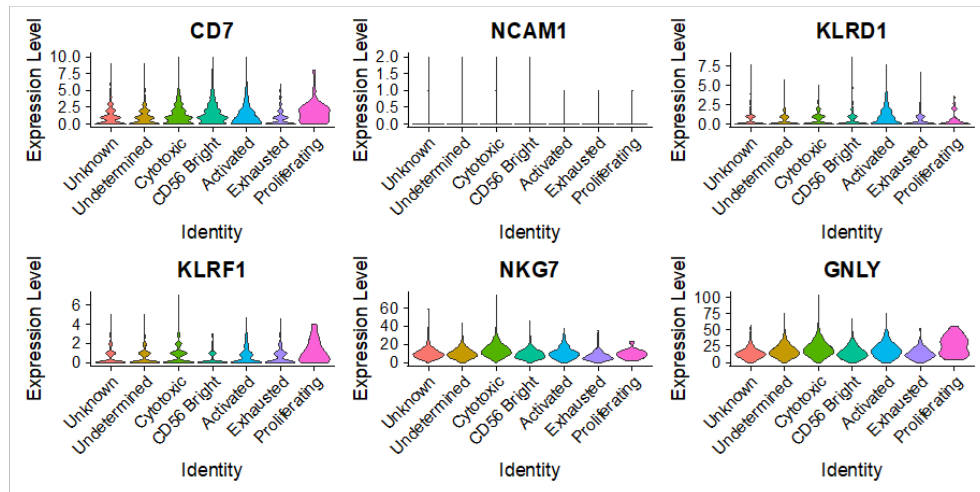 CD7
Expression Level
10.0
7.5
5.0
2.5
0.0
Unknown
Undetermined
Cytotoxic
CD56 Bright
Activated
Exhausted
Proliferating
Identity
NCAM1
Expression Level
2.0
1.5
1.0
0.5
0.0
Unknown
Undetermined
Cytotoxic
CD56 Bright
Activated
Exhausted
Proliferating
Identity
KLRD1
Expression Level
7.5
5.0
2.5
0.0
Unknown
Undetermined
Cytotoxic
CD56 Bright
Activated
Exhausted
Proliferating
Identity
KLRF1
Expression Level
6
4
2
0
Unknown
Undetermined
Cytotoxic
CD56 Bright
Activated
Exhausted
Proliferating
Identity
NKG7
Expression Level
60
40
20
0
Unknown
Undetermined
Cytotoxic
CD56 Bright
Activated
Exhausted
Proliferating
Identity
GNLY
Expression Level
100
75
50
25
0
Unknown
Undetermined
Cytotoxic
CD56 Bright
Activated
Exhausted
Proliferating
Identity